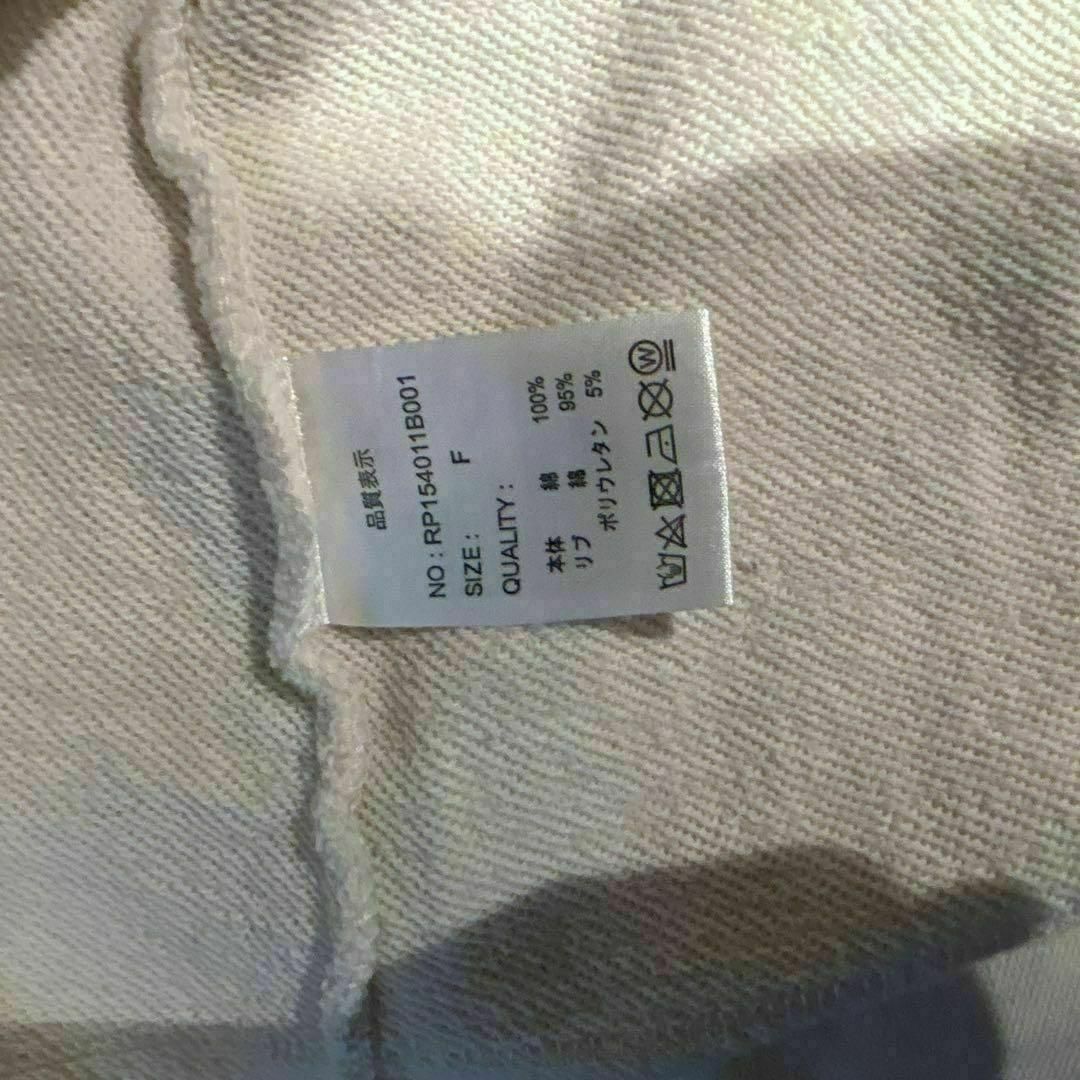 品質表示
NO : RP154011B001
SIZE : F
QUALITY :
本体 綿 100%
リブ 綿 95%
ポリウレタン 5%
W